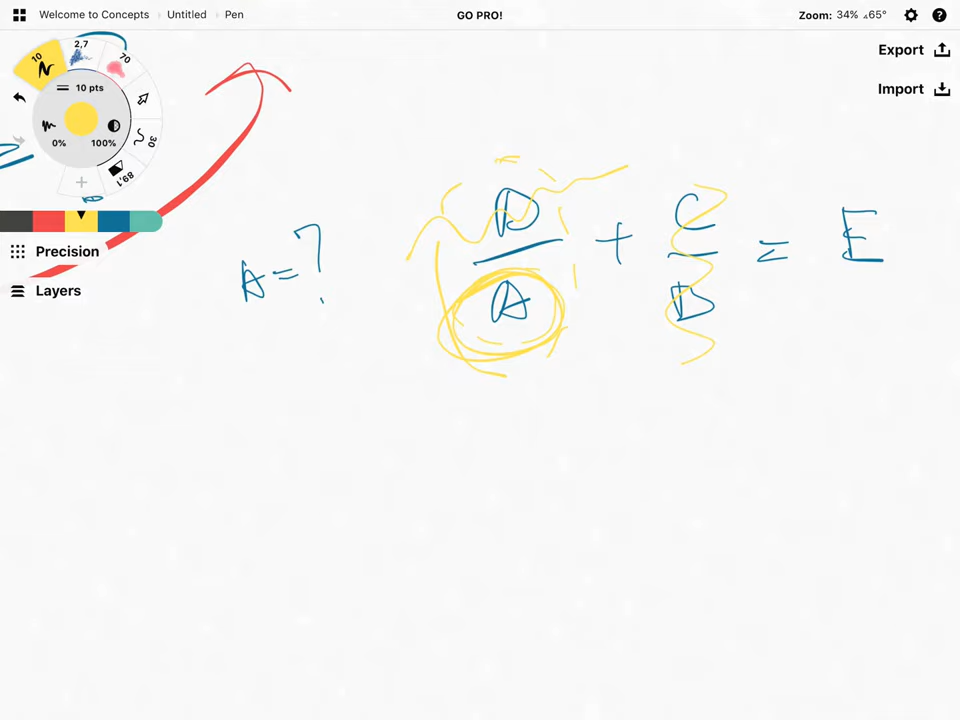 Welcome to Concepts › Untitled › Pen
GO PRO!
Zoom: 34% ∡65°
Export
Import
10
2,7
70
10 pts
0%
100%
30
89,1
Precision
Layers
A = ?
D
A
+
C
B
= E